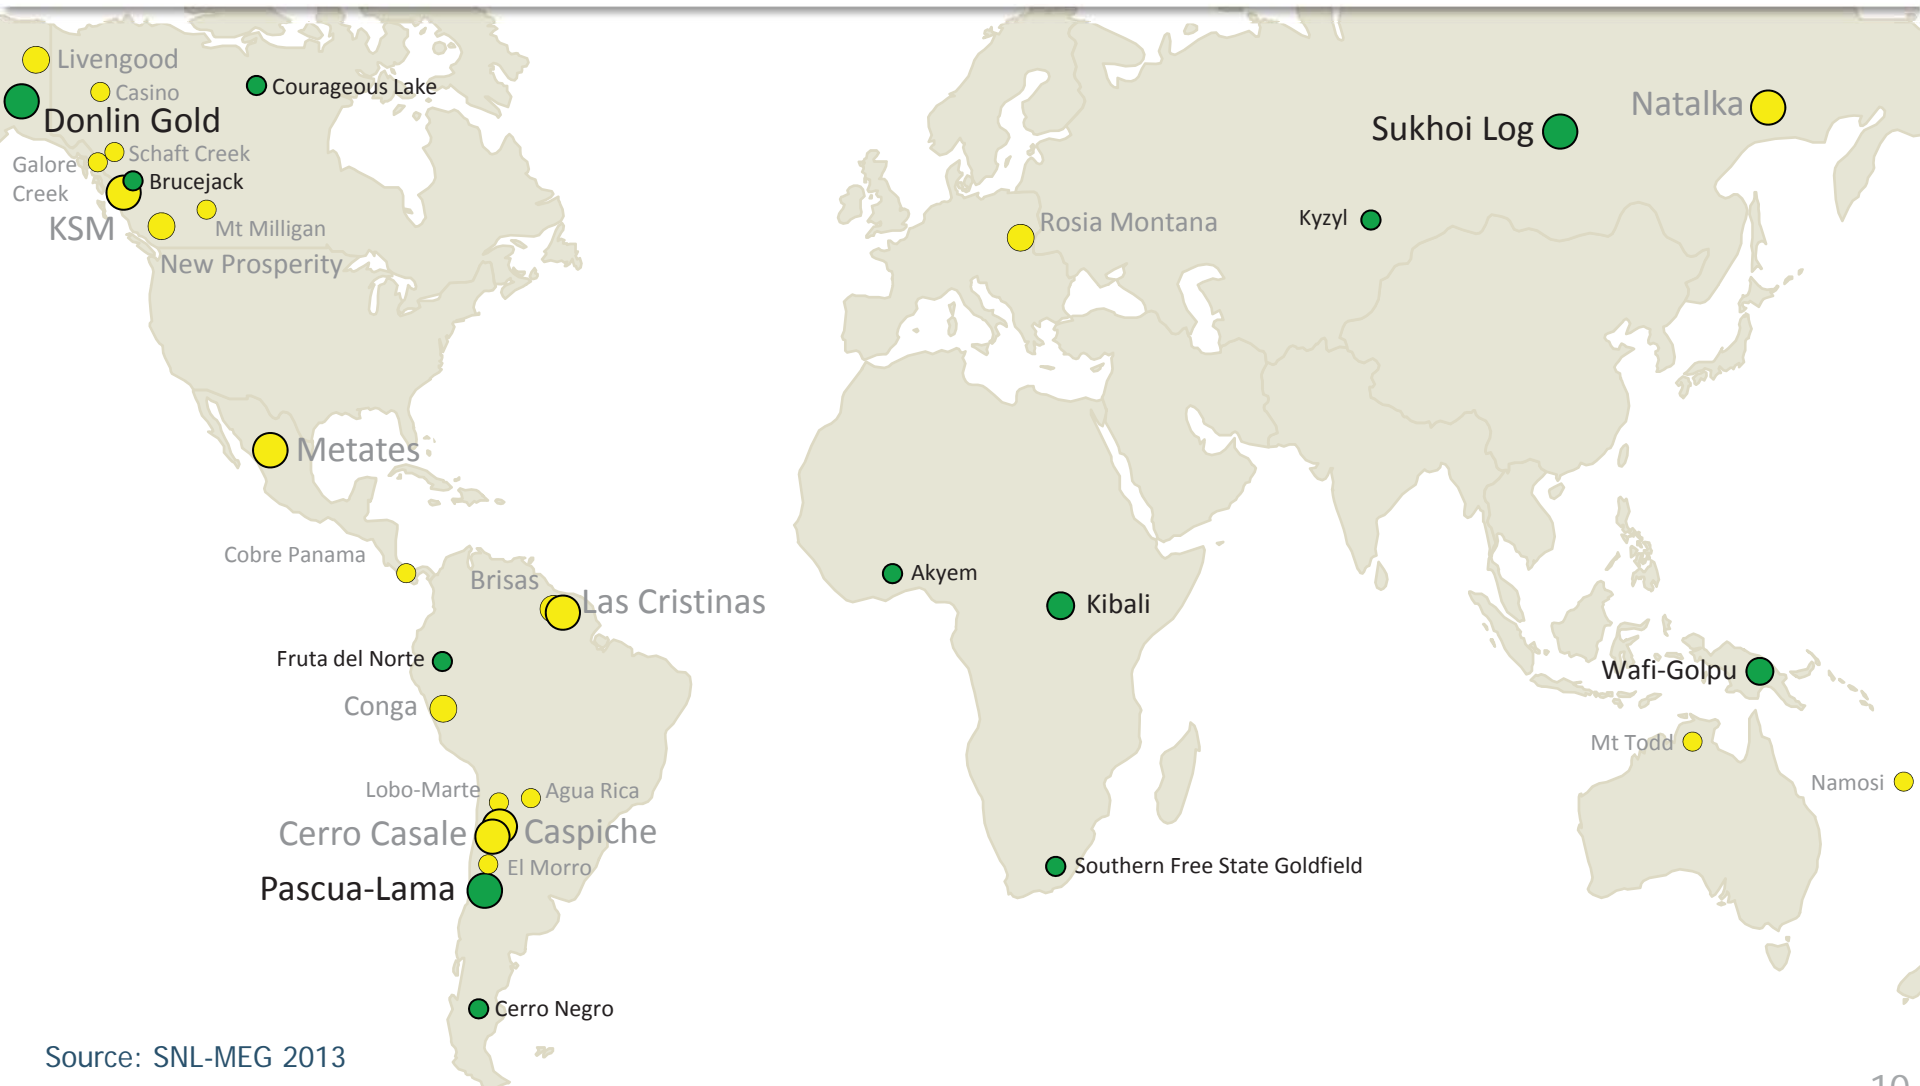 Livengood
Casino
Courageous Lake
Donlin Gold
Schaft Creek
Galore
Creek
Brucejack
KSM
Mt Milligan
New Prosperity
Natalka
Sukhoi Log
Kyzyl
Rosia Montana
Metates
Cobre Panama
Brisas
Las Cristinas
Akyem
Kibali
Fruta del Norte
Conga
Wafi-Golpu
Mt Todd
Namosi
Lobo-Marte
Agua Rica
Cerro Casale
Caspiche
El Morro
Pascua-Lama
Southern Free State Goldfield
Cerro Negro
Source: SNL-MEG 2013